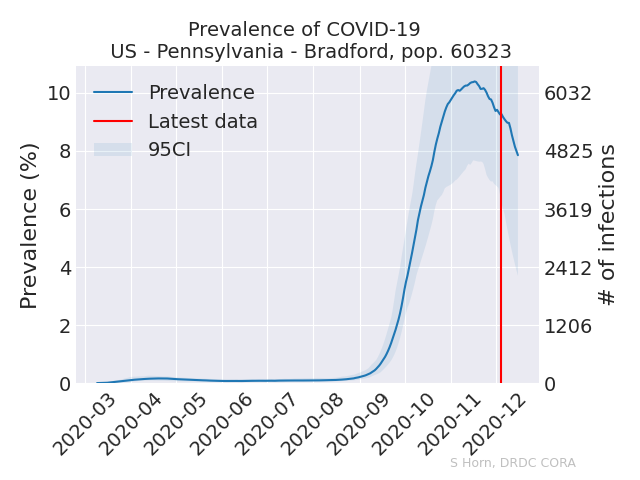 Prevalence of COVID-19
US - Pennsylvania - Bradford, pop. 60323
Prevalence
Latest data
95CI
Prevalence (%)
10
8
6
4
2
0
6032
4825
3619
2412
1206
0
# of infections
2020-03
2020-04
2020-05
2020-06
2020-07
2020-08
2020-09
2020-10
2020-11
2020-12
S Horn, DRDC CORA